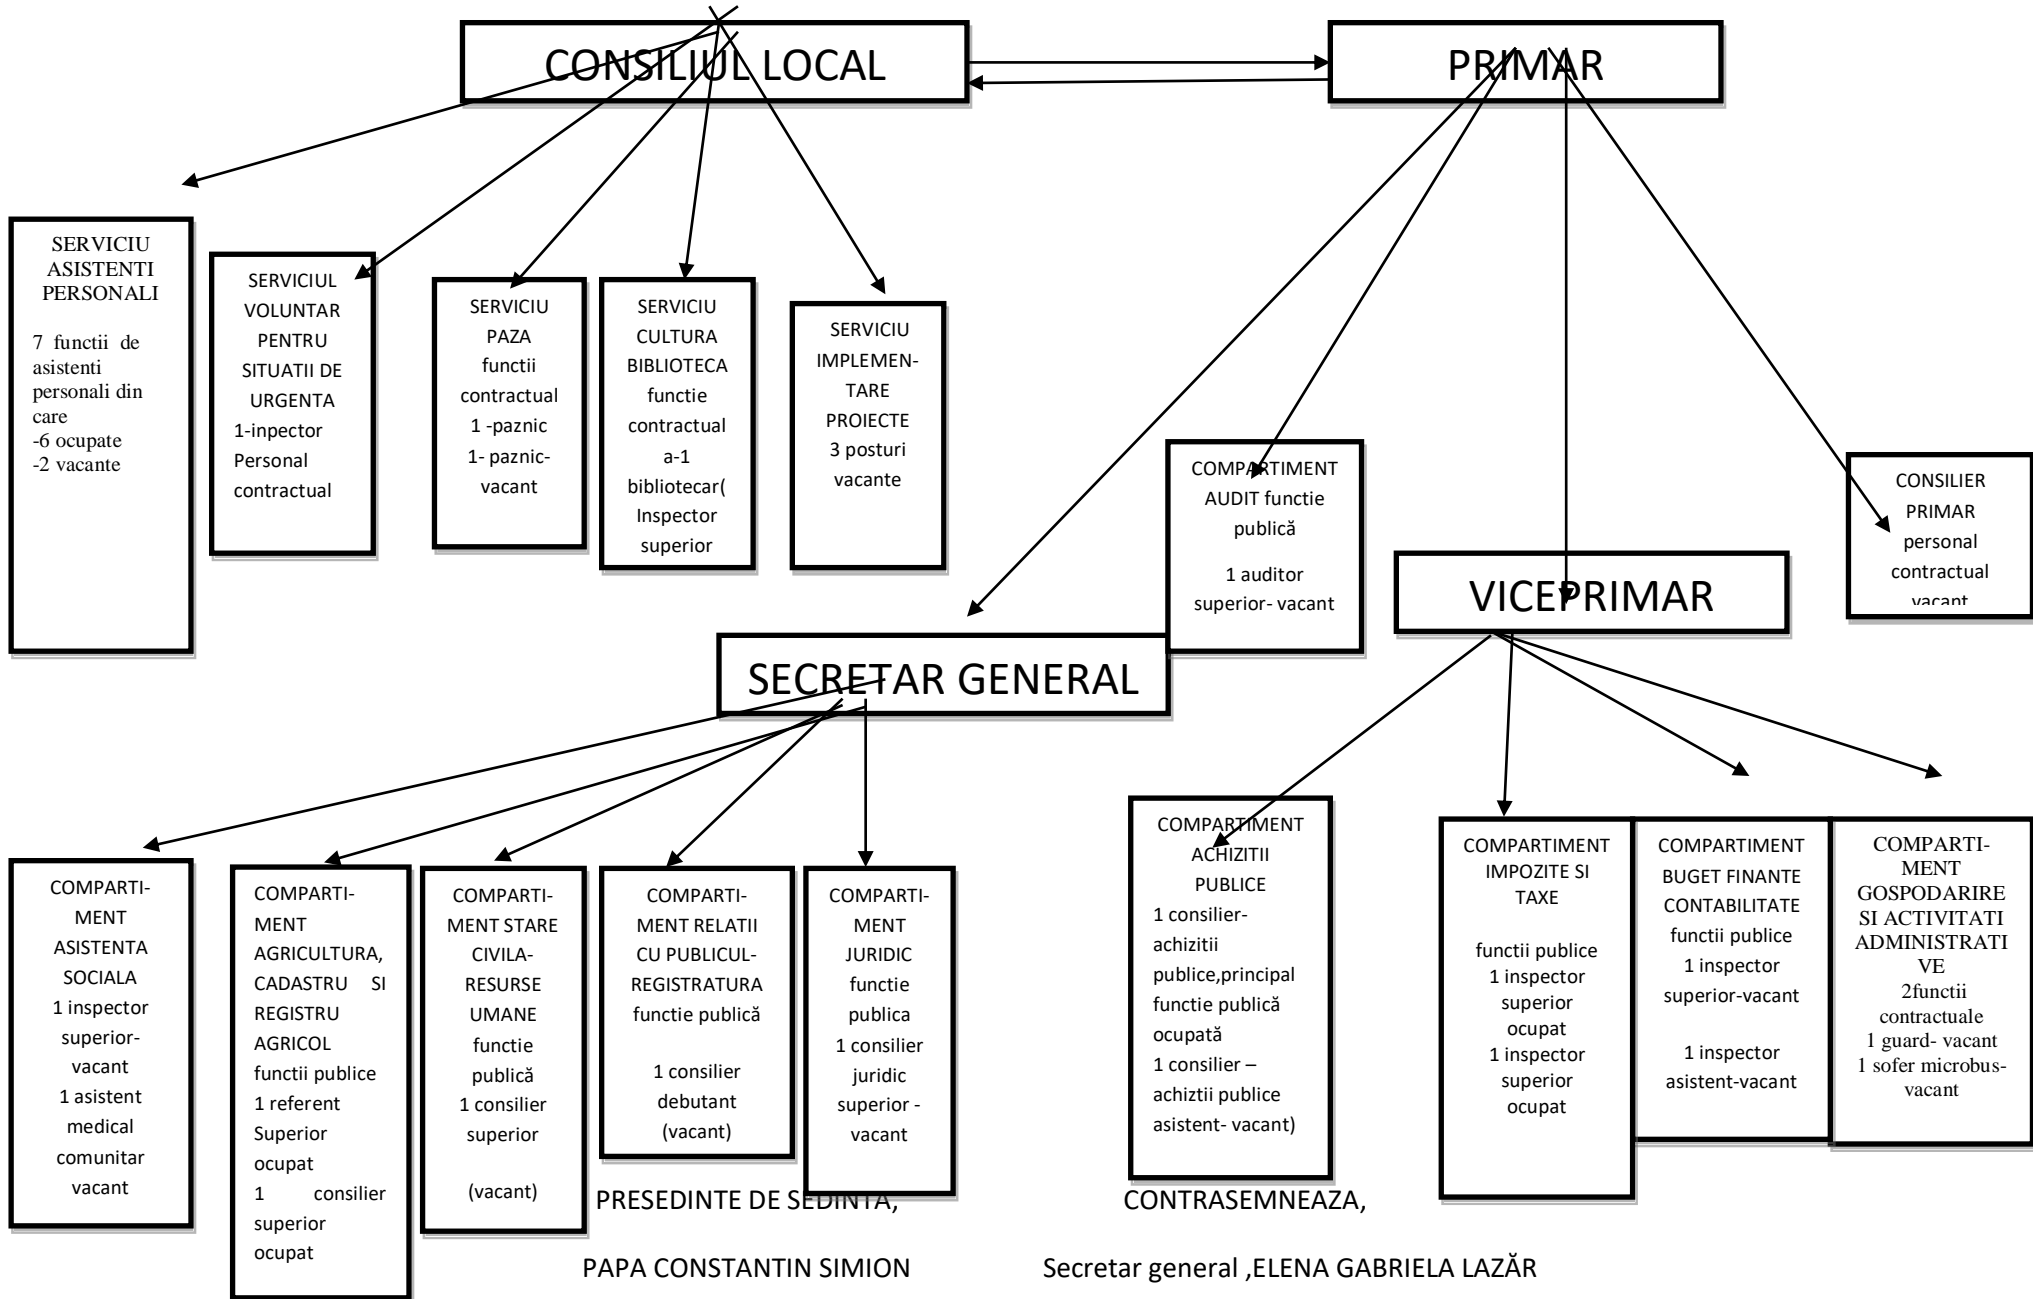 CONSILIUL LOCAL
PRIMAR
SERVICIU
ASISTENTI
PERSONALI
7 functii de
asistenti
personali din
care
-6 ocupate
-2 vacante
SERVICIUL
VOLUNTAR
PENTRU
SITUATII DE
URGENTA
1-inpector
Personal
contractual
SERVICIU
PAZA
functii
contractual
1 -paznic
1- paznic-
vacant
SERVICIU
CULTURA
BIBLIOTECA
functie
contractual
a-1
bibliotecar(
Inspector
superior
SERVICIU
IMPLEMEN-
TARE
PROIECTE
3 posturi
vacante
COMPARTIMENT
AUDIT functie
publică
1 auditor
superior- vacant
CONSILIER
PRIMAR
personal
contractual
vacant
VICEPRIMAR
SECRETAR GENERAL
COMPARTI-
MENT
ASISTENTA
SOCIALA
1 inspector
superior-
vacant
1 asistent
medical
comunitar
vacant
COMPARTI-
MENT
AGRICULTURA,
CADASTRU SI
REGISTRU
AGRICOL
functii publice
1 referent
Superior
ocupat
1 consilier
superior
ocupat
COMPARTI-
MENT STARE
CIVILA-
RESURSE
UMANE
functie
publică
1 consilier
superior
(vacant)
COMPARTI-
MENT RELATII
CU PUBLICUL-
REGISTRATURA
functie publică
1 consilier
debutant
(vacant)
COMPARTI-
MENT
JURIDIC
functie
publica
1 consilier
juridic
superior -
vacant
COMPARTIMENT
ACHIZITII
PUBLICE
1 consilier-
achizitii
publice,principal
functie publică
ocupată
1 consilier –
achiztii publice
asistent- vacant)
COMPARTIMENT
IMPOZITE SI
TAXE
functii publice
1 inspector
superior
ocupat
1 inspector
superior
ocupat
COMPARTIMENT
BUGET FINANTE
CONTABILITATE
functii publice
1 inspector
superior-vacant
1 inspector
asistent-vacant
COMPARTI-
MENT
GOSPODARIRE
SI ACTIVITATI
ADMINISTRATI
VE
2functii
contractuale
1 guard- vacant
1 sofer microbus-
vacant
PRESEDINTE DE SEDINTA,
CONTRASEMNEAZA,
PAPA CONSTANTIN SIMION
Secretar general ,ELENA GABRIELA LAZĂR